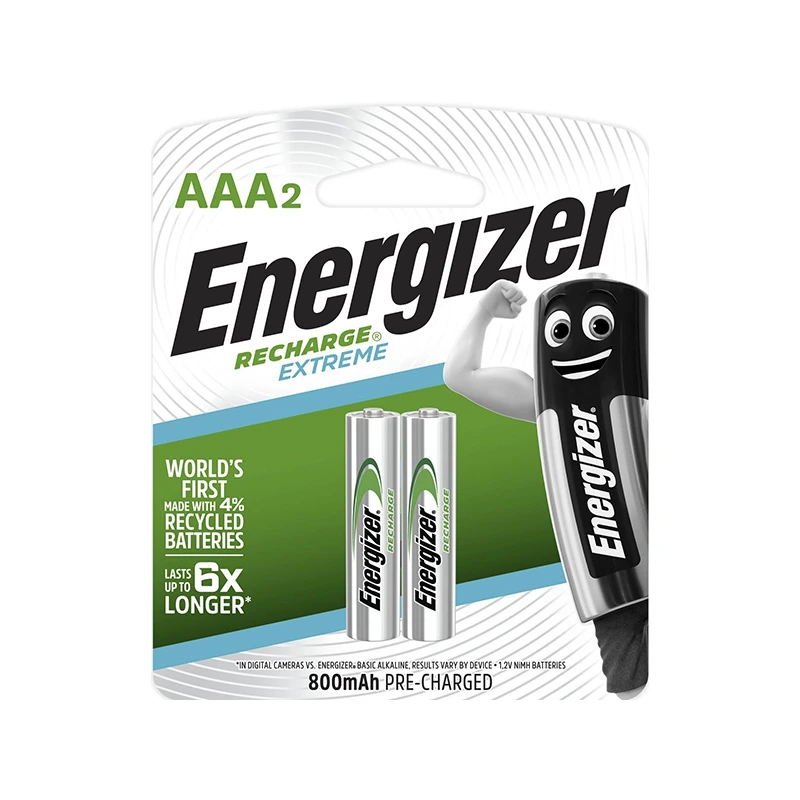 AAA2
Energizer
RECHARGE®
EXTREME
WORLD'S
FIRST
MADE WITH 4%
RECYCLED
BATTERIES
LASTS
UP TO 6X
LONGER*
Energizer
RECHARGE
Energizer
RECHARGE
Energizer®
*IN DIGITAL CAMERAS VS. ENERGIZER® BASIC ALKALINE, RESULTS VARY BY DEVICE • 1.2V NIMH BATTERIES
800mAh PRE-CHARGED